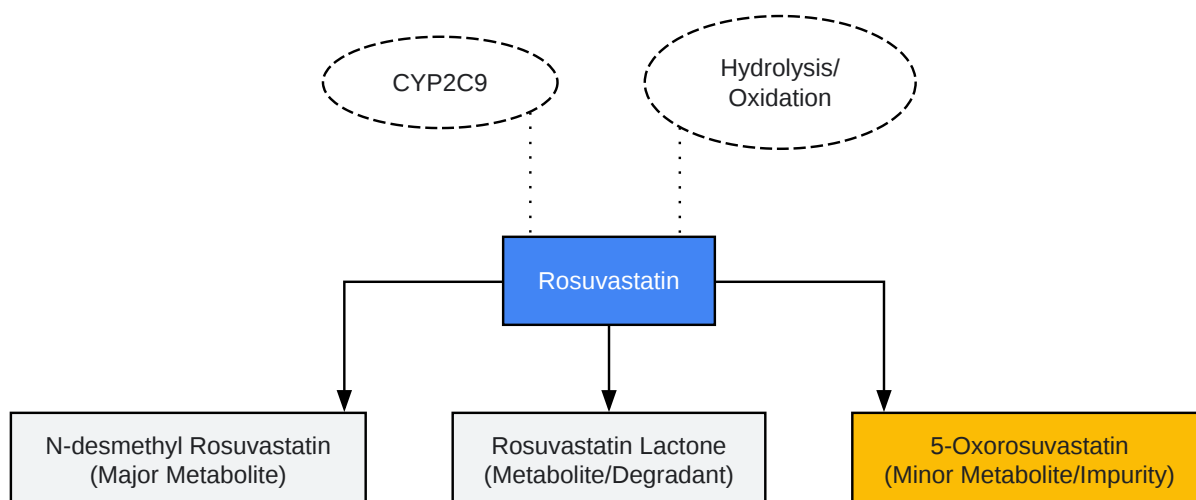 CYP2C9
Hydrolysis/
Oxidation
Rosuvastatin
N-desmethyl Rosuvastatin
(Major Metabolite)
Rosuvastatin Lactone
(Metabolite/Degradant)
5-Oxorosuvastatin
(Minor Metabolite/Impurity)